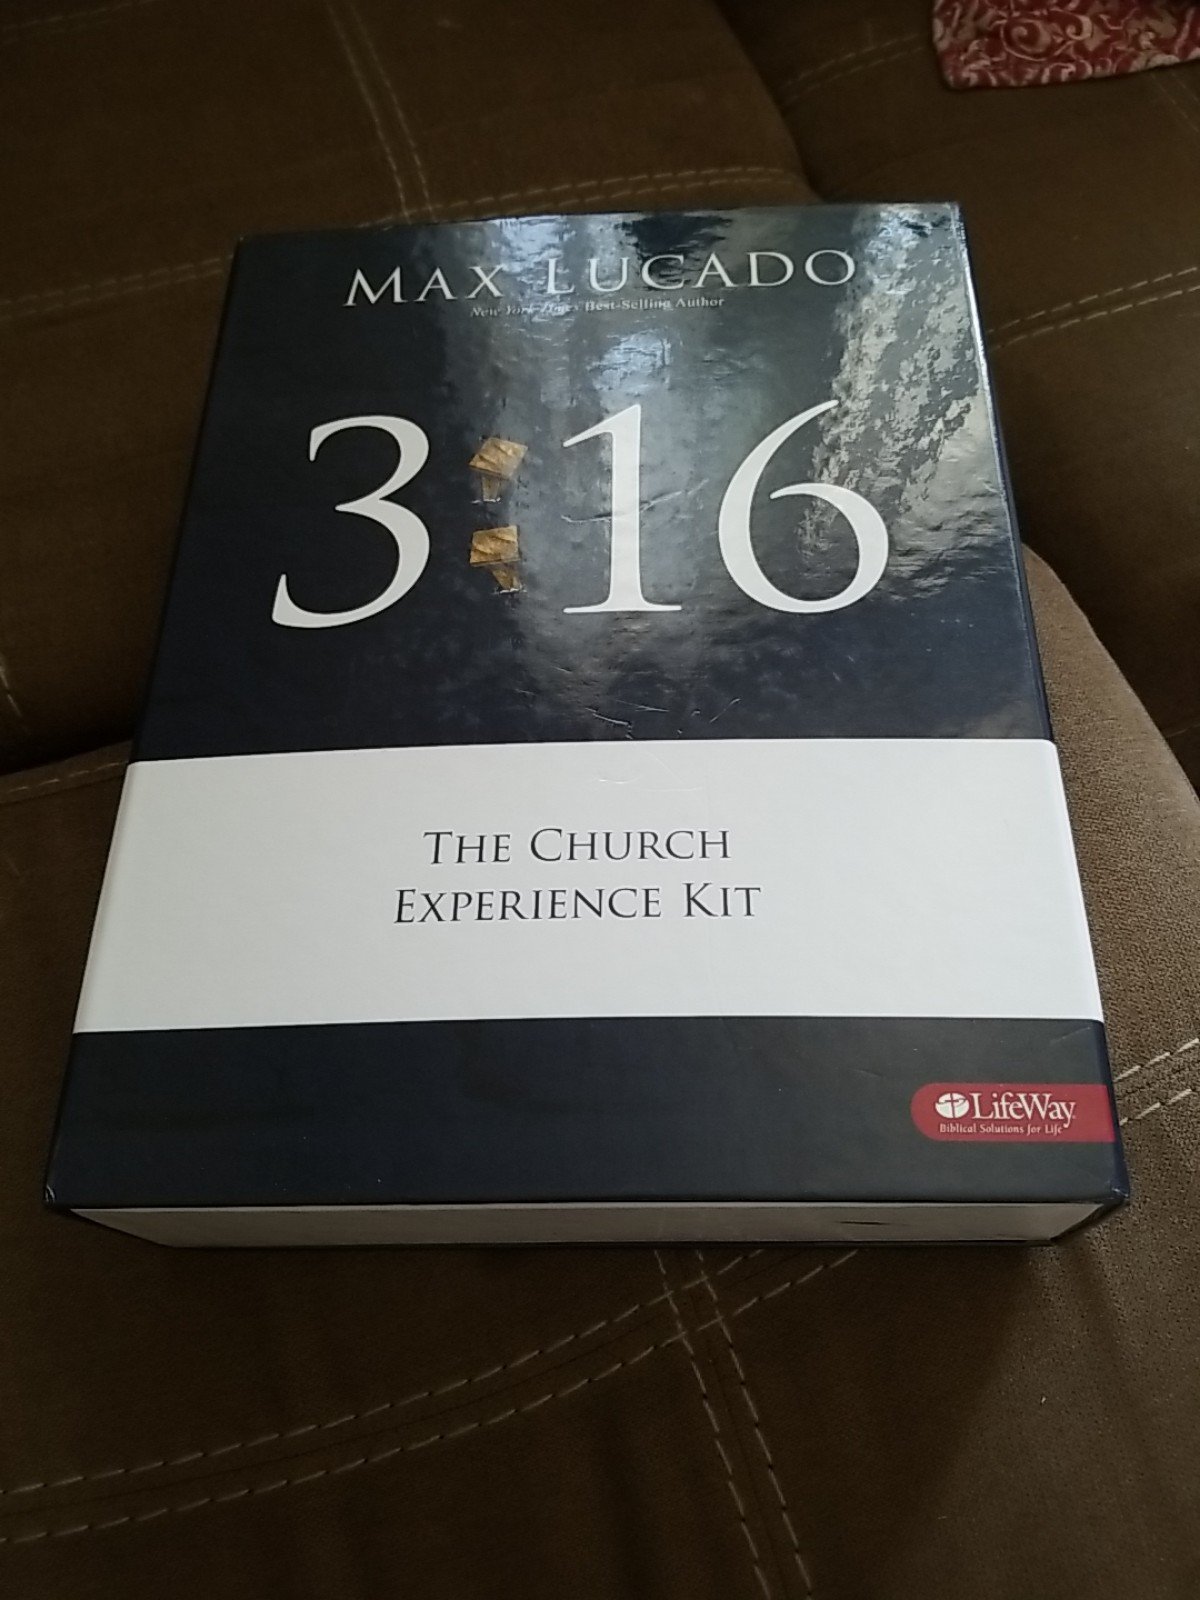 MAX LUCADO
New York Times Best-Selling Author
3:16
THE CHURCH
EXPERIENCE KIT
LifeWay
Biblical Solutions for Life